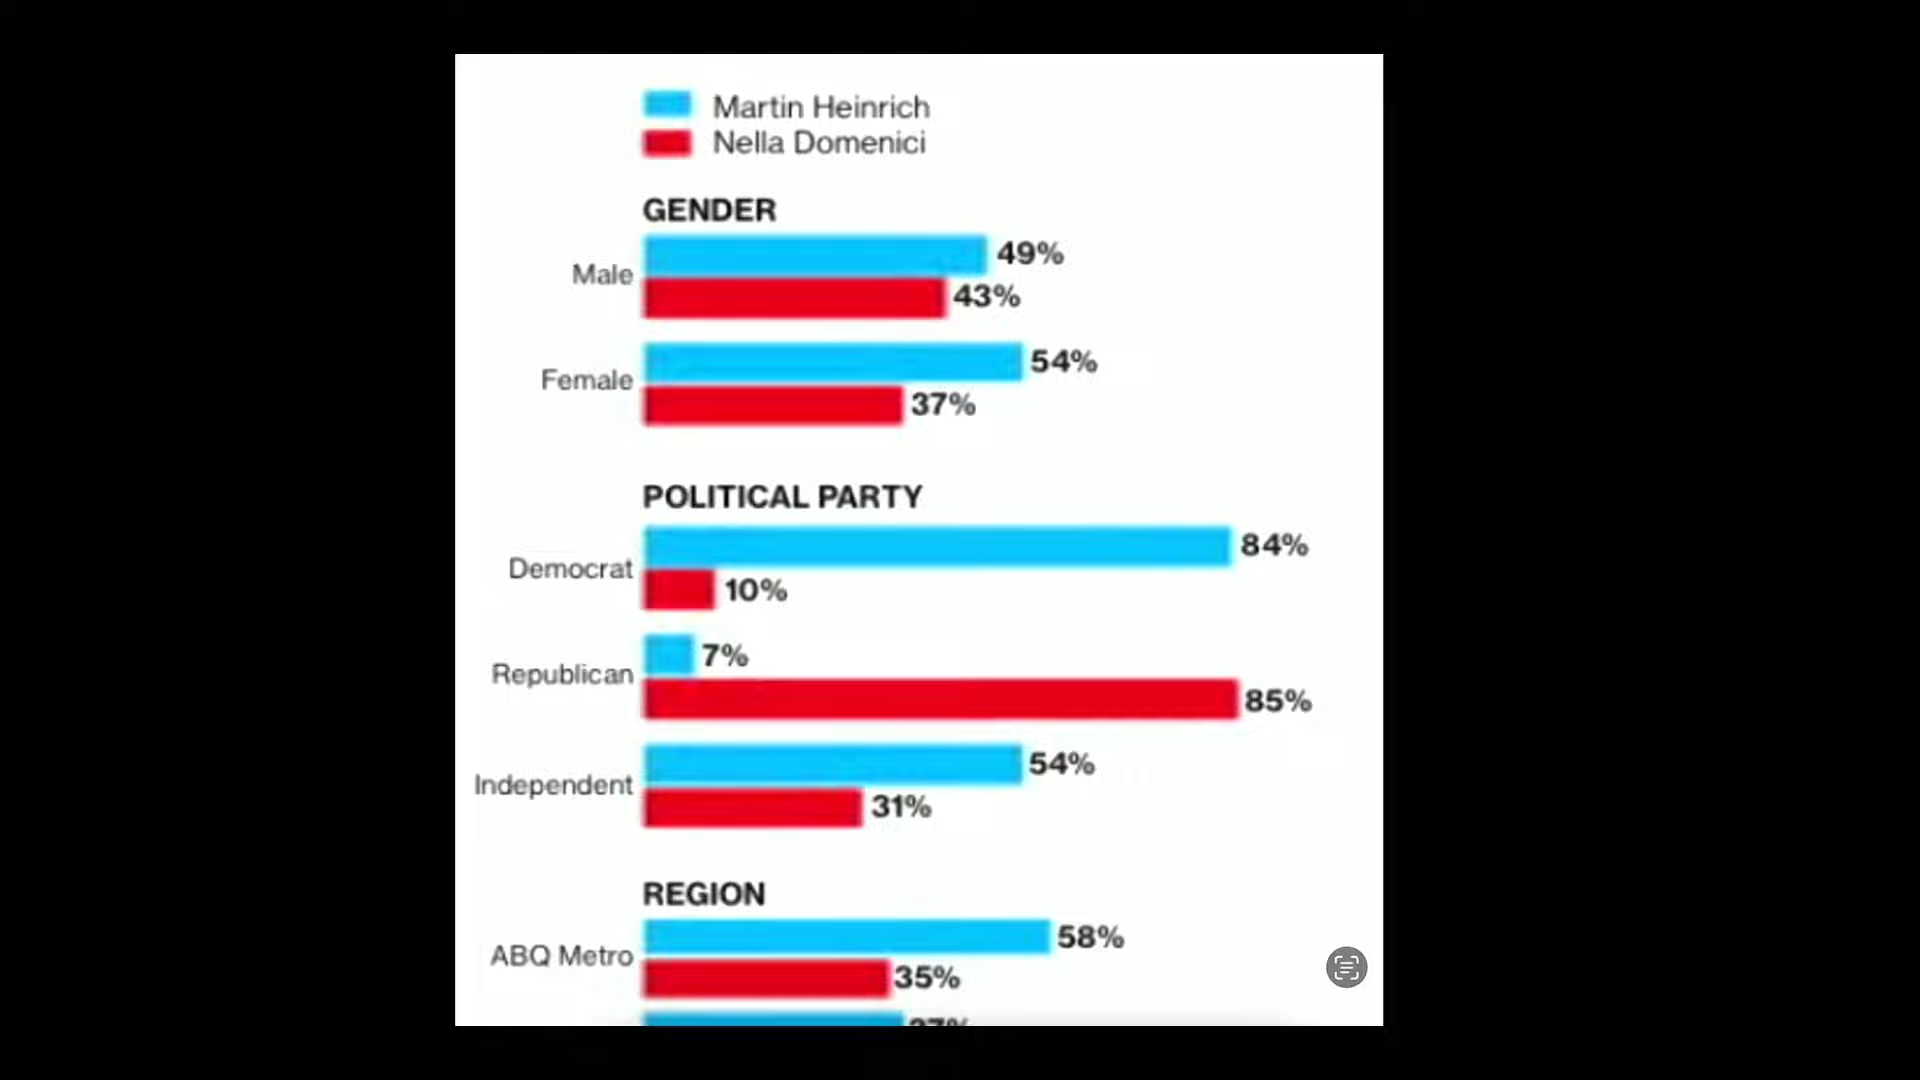 Martin Heinrich
Nella Domenici
GENDER
Male
49%
43%
Female
54%
37%
POLITICAL PARTY
Democrat
84%
10%
Republican
7%
85%
Independent
54%
31%
REGION
ABQ Metro
58%
35%